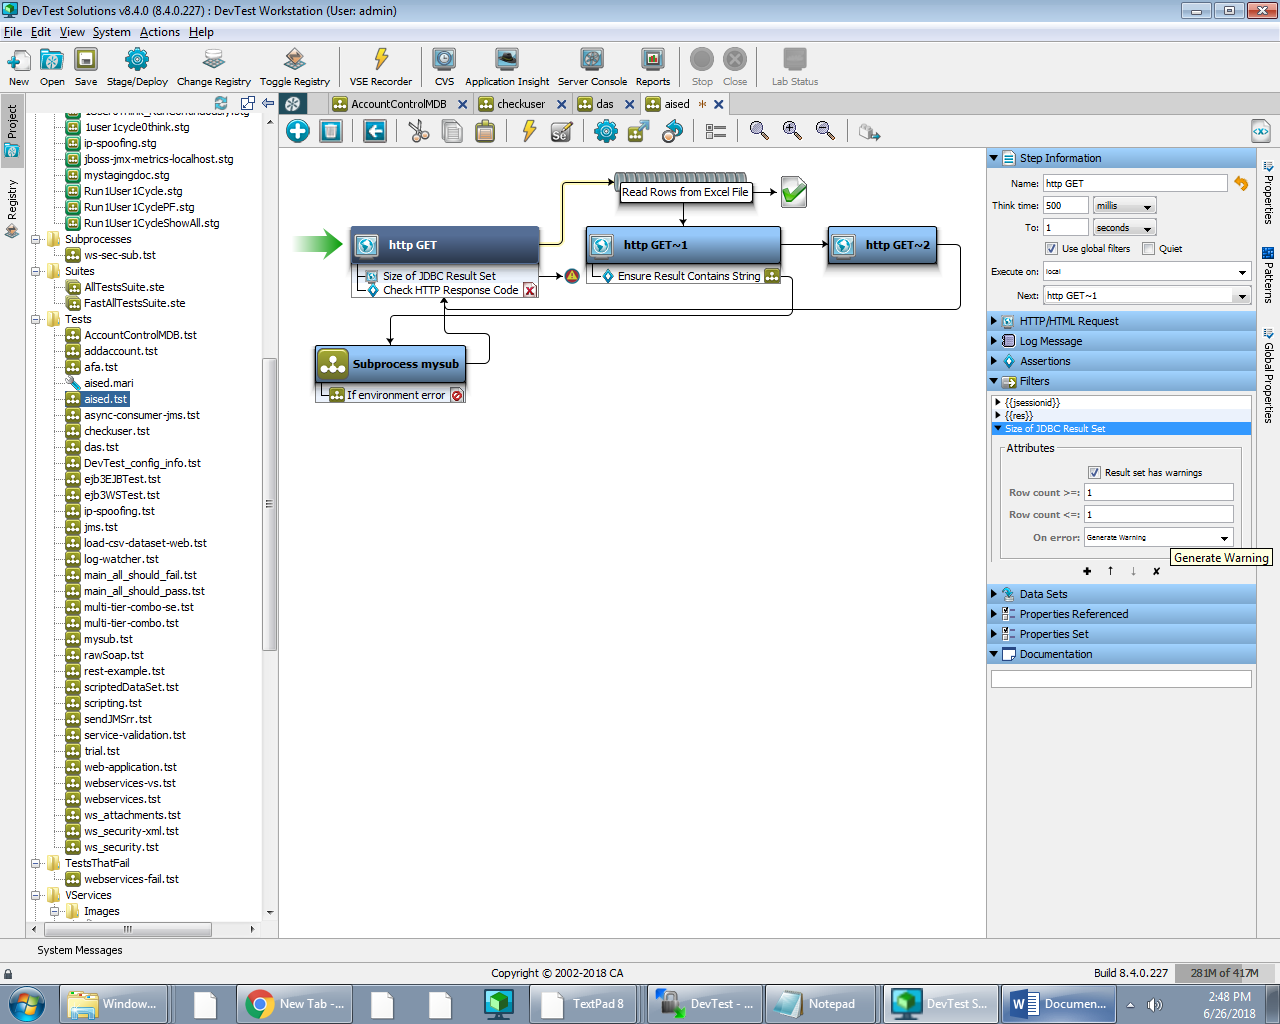 DevTest Solutions v8.4.0 (8.4.0.227) : DevTest Workstation (User: admin)
File Edit View System Actions Help
New Open Save Stage/Deploy Change Registry Toggle Registry VSE Recorder CVS Application Insight Server Console Reports Stop Close Lab Status
Project
Registry
1user1cycle0think.stg
ip-spoofing.stg
jboss-jmx-metrics-localhost.stg
mystagingdoc.stg
Run1User1Cycle.stg
Run1User1CyclePF.stg
Run1User1CycleShowAll.stg
Subprocesses
ws-sec-sub.tst
Suites
AllTestsSuite.ste
FastAllTestsSuite.ste
Tests
AccountControlMDB.tst
addaccount.tst
afa.tst
aised.mari
aised.tst
async-consumer-jms.tst
checkuser.tst
das.tst
DevTest_config_info.tst
ejb3EJBTest.tst
ejb3WSTest.tst
ip-spoofing.tst
jms.tst
load-csv-dataset-web.tst
log-watcher.tst
main_all_should_fail.tst
main_all_should_pass.tst
multi-tier-combo-se.tst
multi-tier-combo.tst
mysub.tst
rawSoap.tst
rest-example.tst
scriptedDataSet.tst
scripting.tst
sendJMSrr.tst
service-validation.tst
trial.tst
web-application.tst
webservices-vs.tst
webservices.tst
ws_attachments.tst
ws_security-xml.tst
ws_security.tst
TestsThatFail
webservices-fail.tst
VServices
Images
AccountControlMDB checkuser das aised
Read Rows from Excel File
http GET
Size of JDBC Result Set
Check HTTP Response Code
http GET~1
Ensure Result Contains String
http GET~2
Subprocess mysub
If environment error
Step Information
Name: http GET
Think time: 500 millis
To: 1 seconds
Use global filters Quiet
Execute on: local
Next: http GET~1
HTTP/HTML Request
Log Message
Assertions
Filters
{{jsessionid}}
{{res}}
Size of JDBC Result Set
Attributes
Result set has warnings
Row count >=: 1
Row count <=: 1
On error: Generate Warning
Generate Warning
Data Sets
Properties Referenced
Properties Set
Documentation
Properties
Patterns
Global Properties
System Messages
Copyright © 2002-2018 CA
Build 8.4.0.227
281M of 417M
Window... New Tab -... TextPad 8 DevTest - ... Notepad DevTest S... Documen...
2:48 PM
6/26/2018